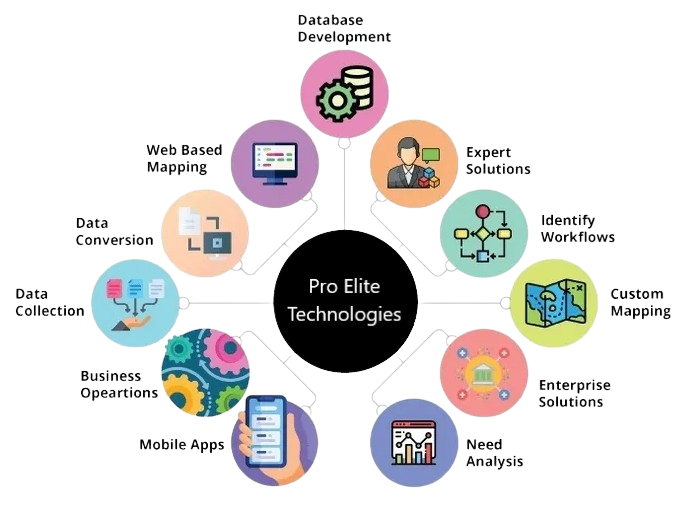 Database
Development
Web Based
Mapping
Expert
Solutions
Data
Conversion
Identify
Workflows
Pro Elite
Technologies
Data
Collection
Custom
Mapping
Business
Opeartions
Enterprise
Solutions
Mobile Apps
Need
Analysis